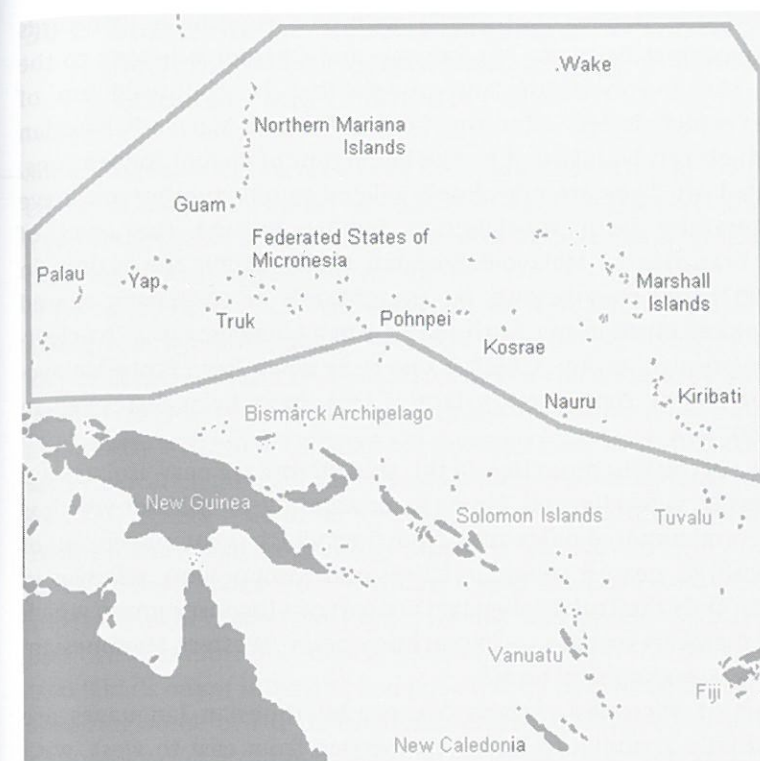 Wake
Northern Mariana
Islands
Guam
Federated States of
Micronesia
Palau
Yap
Marshall
Islands
Truk
Pohnpei
Kosrae
Nauru
Kiribati
Bismarck Archipelago
New Guinea
Solomon Islands
Tuvalu
Vanuatu
Fiji
New Caledonia